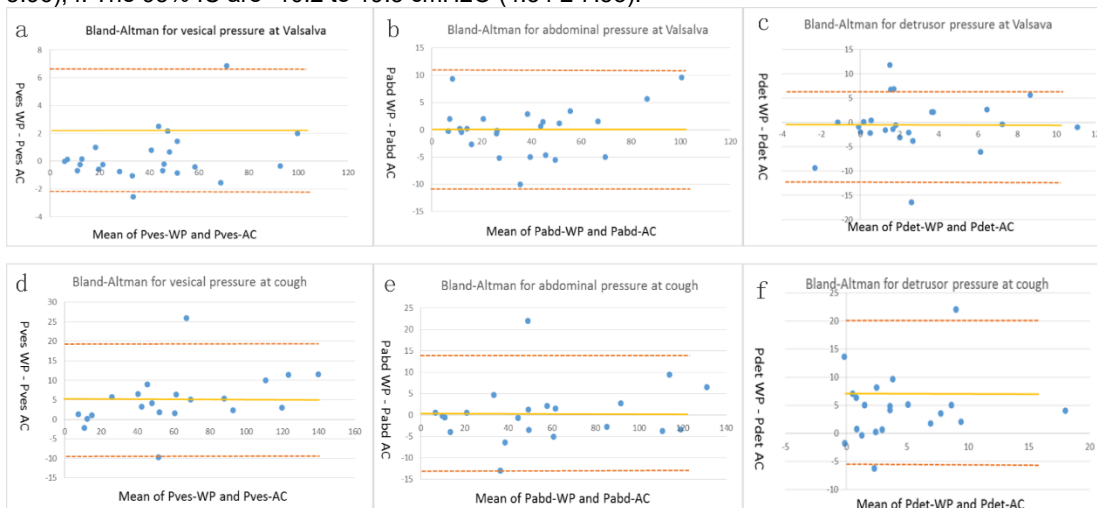 a
Bland-Altman for vesical pressure at Valsalva
Pves WP - Pves AC
8
6
4
2
0
-2
-4
0 20 40 60 80 100 120
Mean of Pves-WP and Pves-AC
b
Bland-Altman for abdominal pressure at Valsalva
Pabd WP - Pabd AC
15
10
5
0
-5
-10
-15
0 20 40 60 80 100 120
Mean of Pabd-WP and Pabd-AC
c
Bland-Altman for detrusor pressure at Valsava
Pdet WP - Pdet AC
15
10
5
0
-5
-10
-15
-20
-4 -2 0 2 4 6 8 10 12
Mean of Pdet-WP and Pdet-AC
d
Bland-Altman for vesical pressure at cough
Pves WP - Pves AC
30
25
20
15
10
5
0
-5
-10
-15
0 20 40 60 80 100 120 140 160
Mean of Pves-WP and Pves-AC
e
Bland-Altman for abdominal pressure at cough
Pabd WP - Pabd AC
25
20
15
10
5
0
-5
-10
-15
0 20 40 60 80 100 120 140
Mean of Pabd-WP and Pabd-AC
f
Bland-Altman for detrusor pressure at cough
Pdet WP - Pdet AC
25
20
15
10
5
0
-5
-10
-5 0 5 10 15 20
Mean of Pdet-WP and Pdet-AC